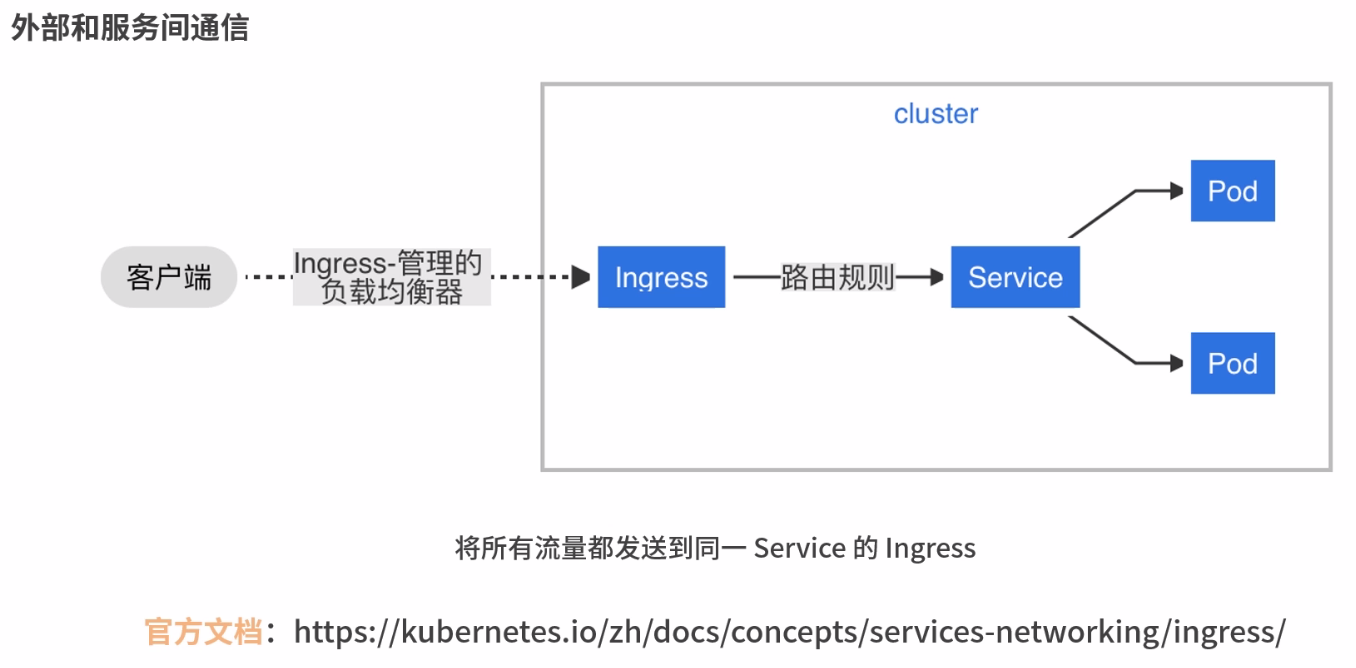 外部和服务间通信
cluster
Pod
客户端
Ingress-管理的
负载均衡器
Ingress
路由规则
Service
Pod
将所有流量都发送到同一 Service 的 Ingress
官方文档：https://kubernetes.io/zh/docs/concepts/services-networking/ingress/